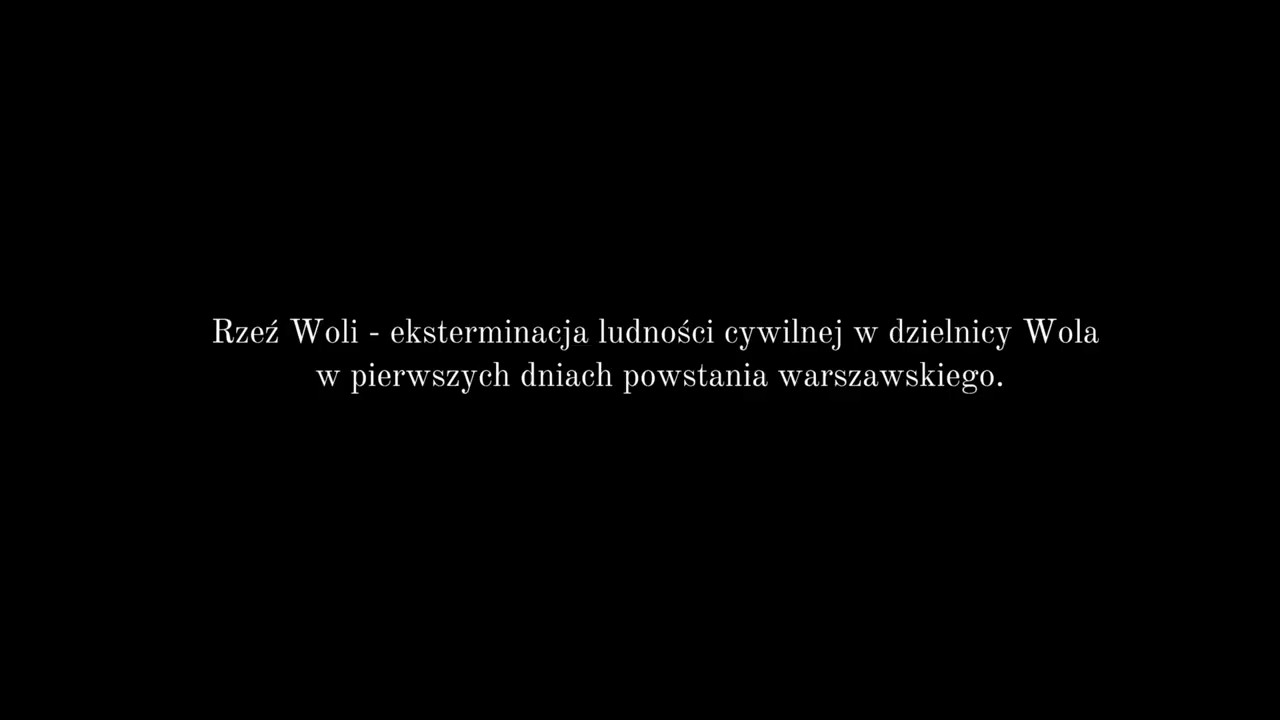 Rzeź Woli - eksterminacja ludności cywilnej w dzielnicy Wola
w pierwszych dniach powstania warszawskiego.